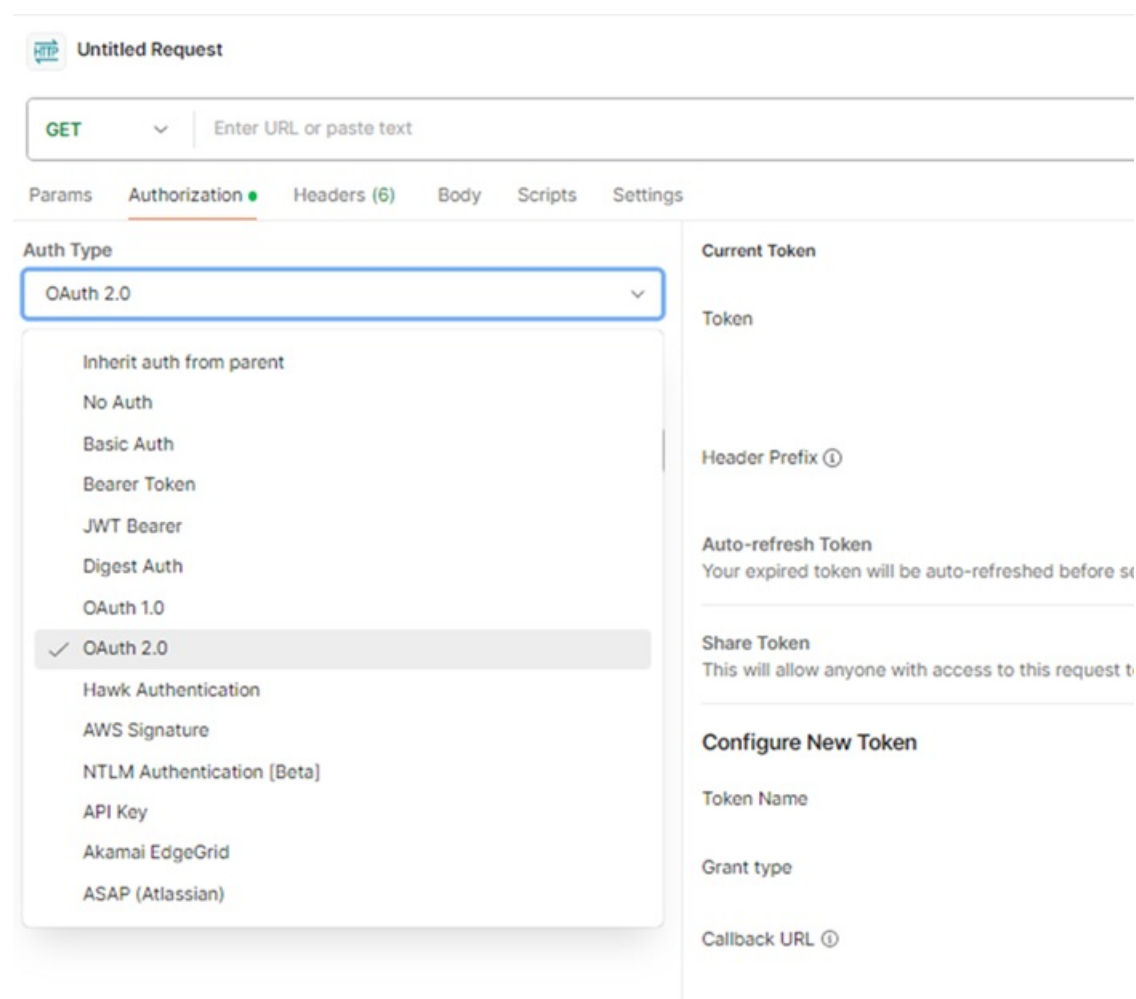 HTTP Untitled Request
GET Enter URL or paste text
Params Authorization Headers (6) Body Scripts Settings
Auth Type
OAuth 2.0
Inherit auth from parent
No Auth
Basic Auth
Bearer Token
JWT Bearer
Digest Auth
OAuth 1.0
OAuth 2.0
Hawk Authentication
AWS Signature
NTLM Authentication [Beta]
API Key
Akamai EdgeGrid
ASAP (Atlassian)
Current Token
Token
Header Prefix
Auto-refresh Token
Your expired token will be auto-refreshed before se
Share Token
This will allow anyone with access to this request t
Configure New Token
Token Name
Grant type
Callback URL